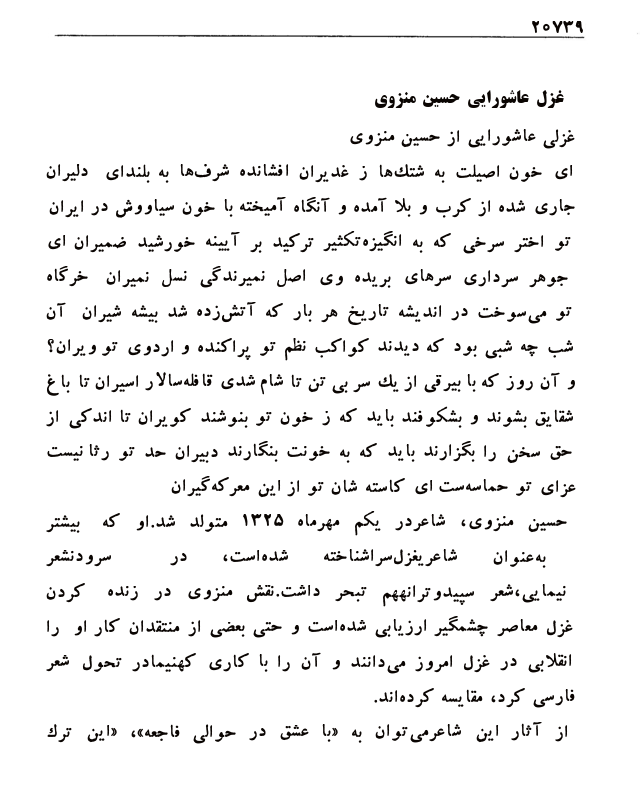 ۲۰۷۳۹
غزل عاشورایی حسین منزوی
غزلی عاشورایی از حسین منزوی
ای خون اصیلت به شتك‌ها ز غدیران افشانده شرف‌ها به بلندای دلیران
جاری شده از کرب و بلا آمده و آنگاه آمیخته با خون سیاووش در ایران
تو اختر سرخی که به انگیزه‌تکثیر ترکید بر آیینه خورشید ضمیران ای
جوهر سرداری سرهای بریده وی اصل نمیرندگی نسل نمیران خرگاه
تو می‌سوخت در اندیشه تاریخ هر بار که آتش‌زده شد بیشه شیران آن
شب چه شبی بود که دیدند کواکب نظم تو پراکنده و اردوی تو ویران؟
و آن روز که با بیرقی از یك سر بی تن تا شام شدی قافله‌سالار اسیران تا باغ
شقایق بشوند و بشکوفند باید که ز خون تو بنوشند کویران تا اندکی از
حق سخن را بگزارند باید که به خونت بنگارند دبیران حد تو رثا نیست
عزای تو حماسه‌ست ای کاسته شان تو از این معرکه‌گیران
حسین منزوی، شاعردر یکم مهرماه ۱۳۲۵ متولد شد.او که بیشتر
به‌عنوان شاعریغزل‌سراشناخته شده‌است، در سرودنشعر
نیمایی،شعر سپیدوترانههم تبحر داشت.نقش منزوی در زنده کردن
غزل معاصر چشمگیر ارزیابی شده‌است و حتی بعضی از منتقدان کار او را
انقلابی در غزل امروز می‌دانند و آن را با کاری کهنیمادر تحول شعر
فارسی کرد، مقایسه کرده‌اند.
از آثار این شاعرمی‌توان به «با عشق در حوالی فاجعه»، «این ترك